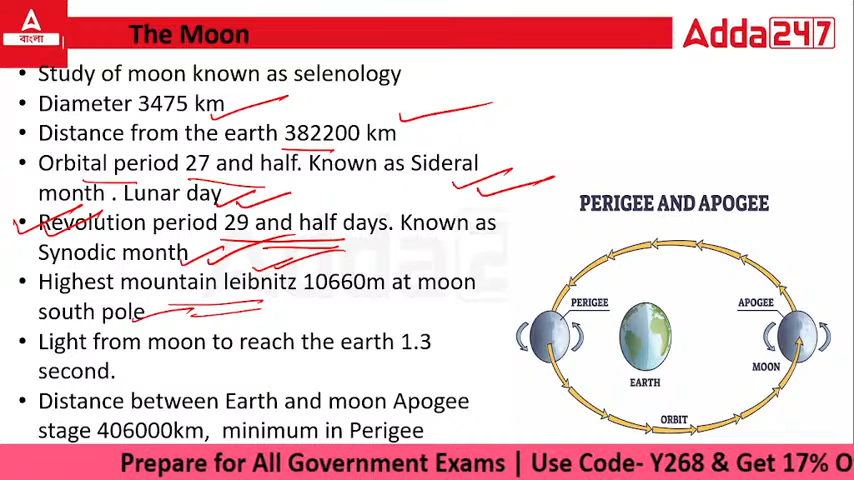 বাংলা
The Moon
Adda247
• Study of moon known as selenology
• Diameter 3475 km
• Distance from the earth 382200 km
• Orbital period 27 and half. Known as Sideral
month . Lunar day
• Revolution period 29 and half days. Known as
Synodic month
• Highest mountain leibnitz 10660m at moon
south pole
• Light from moon to reach the earth 1.3
second.
• Distance between Earth and moon Apogee
stage 406000km, minimum in Perigee
PERIGEE AND APOGEE
PERIGEE
APOGEE
EARTH
MOON
ORBIT
Prepare for All Government Exams | Use Code- Y268 & Get 17% O